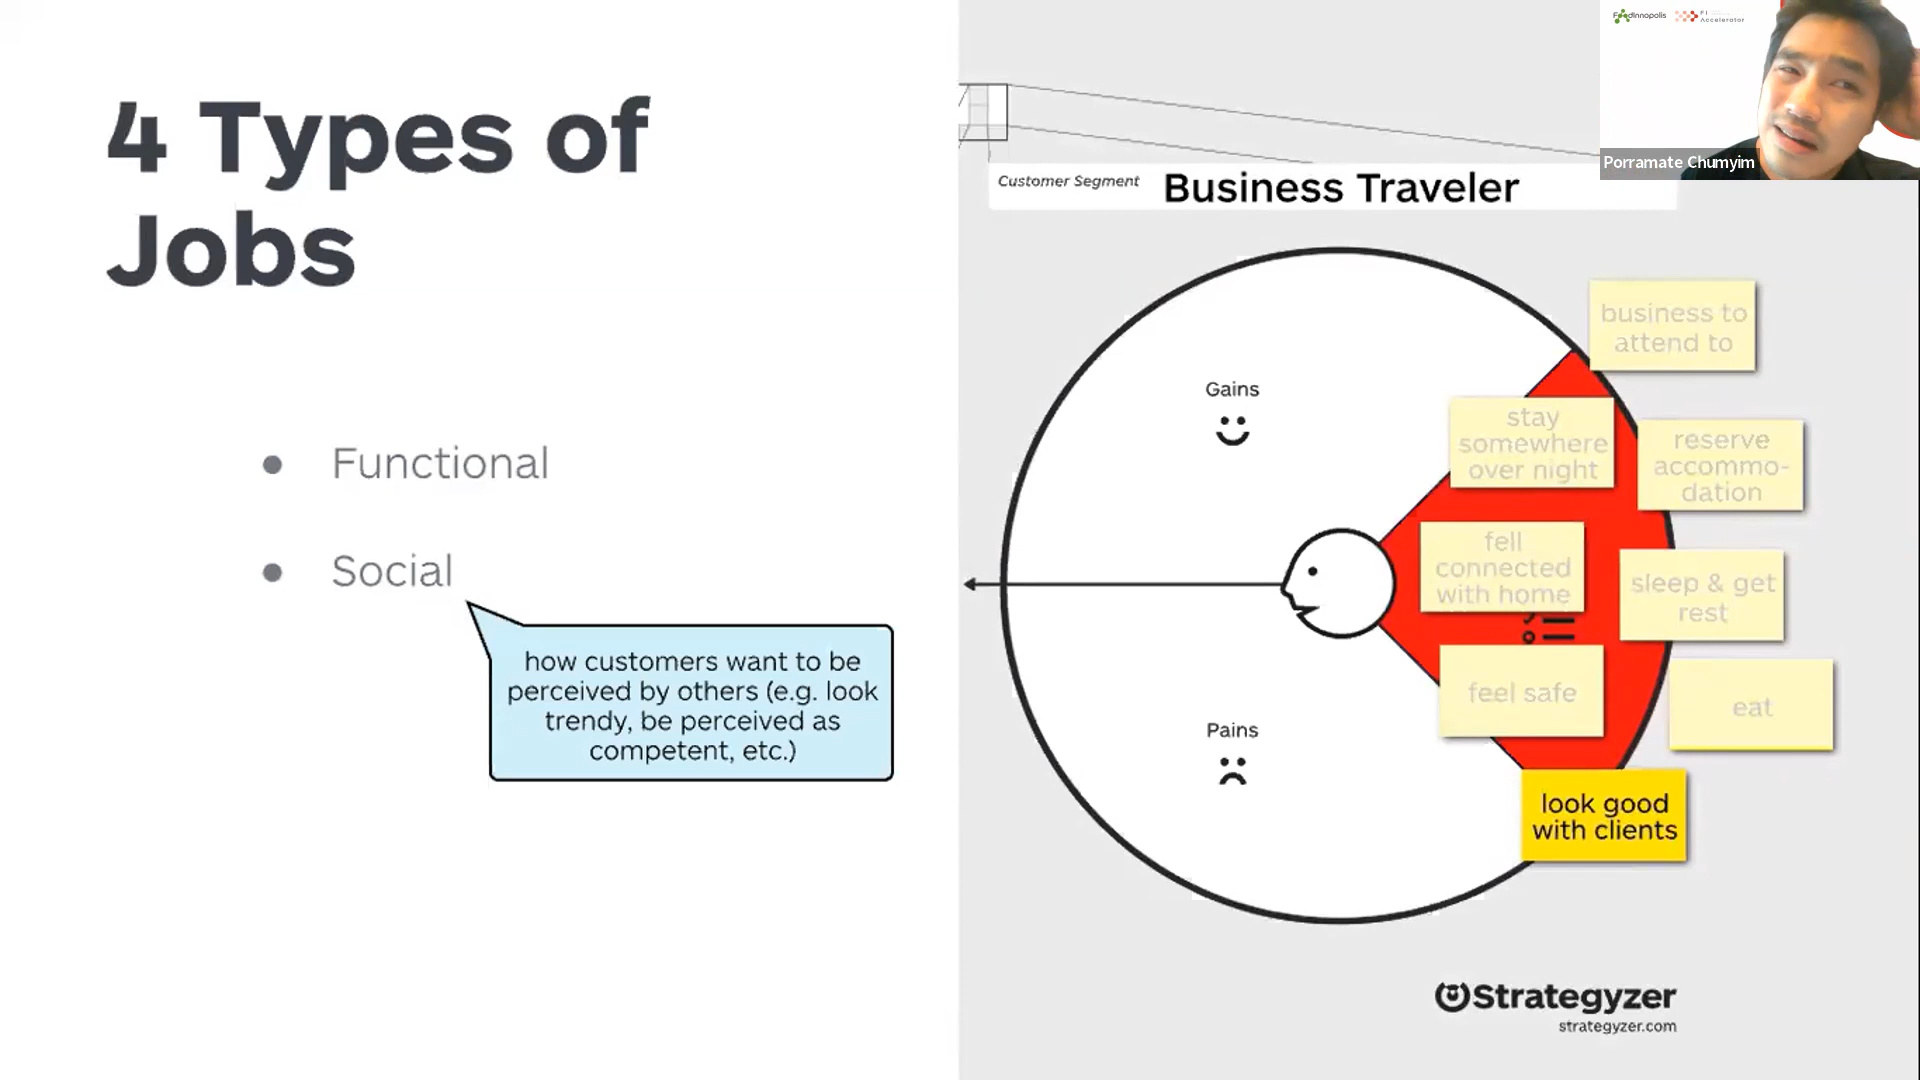 4 Types of
Jobs
Functional
Social
how customers want to be
perceived by others (e.g. look
trendy, be perceived as
competent, etc.)
Foodinnopolis
FI
Accelerator
Porramate Chumyim
Customer Segment
Business Traveler
Gains
Pains
business to
attend to
stay
somewhere
over night
reserve
accommo-
dation
fell
connected
with home
sleep & get
rest
feel safe
eat
look good
with clients
Strategyzer
strategyzer.com